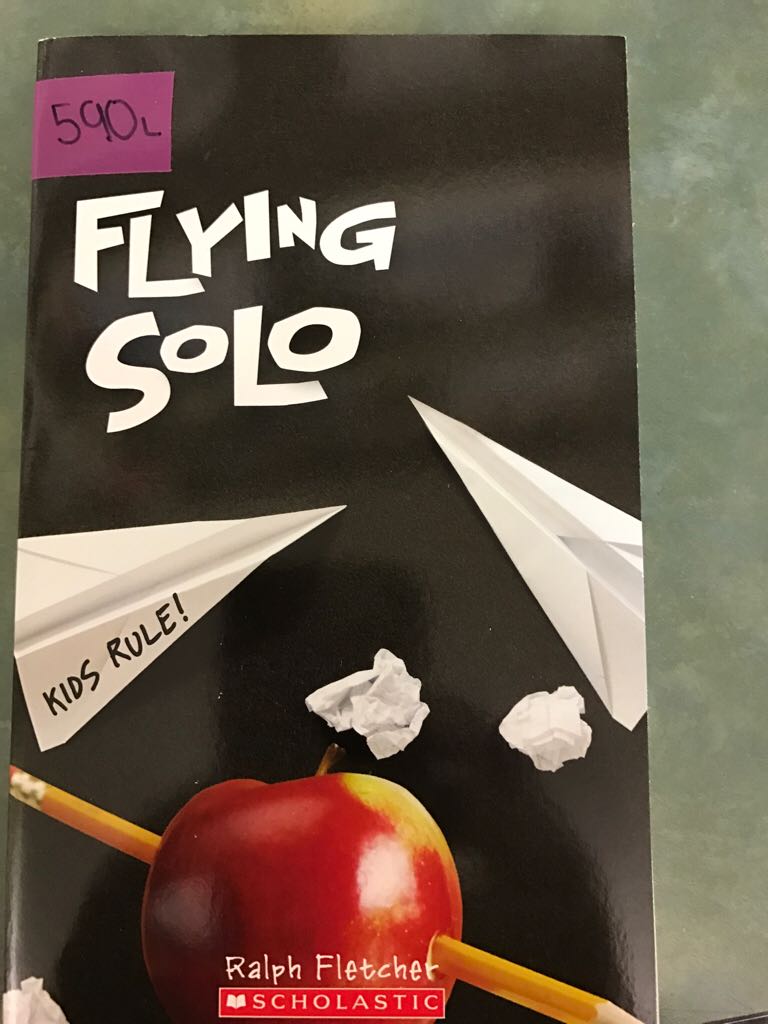 590L
FLYING
SOLO
KIDS RULE!
Ralph Fletcher
SCHOLASTIC